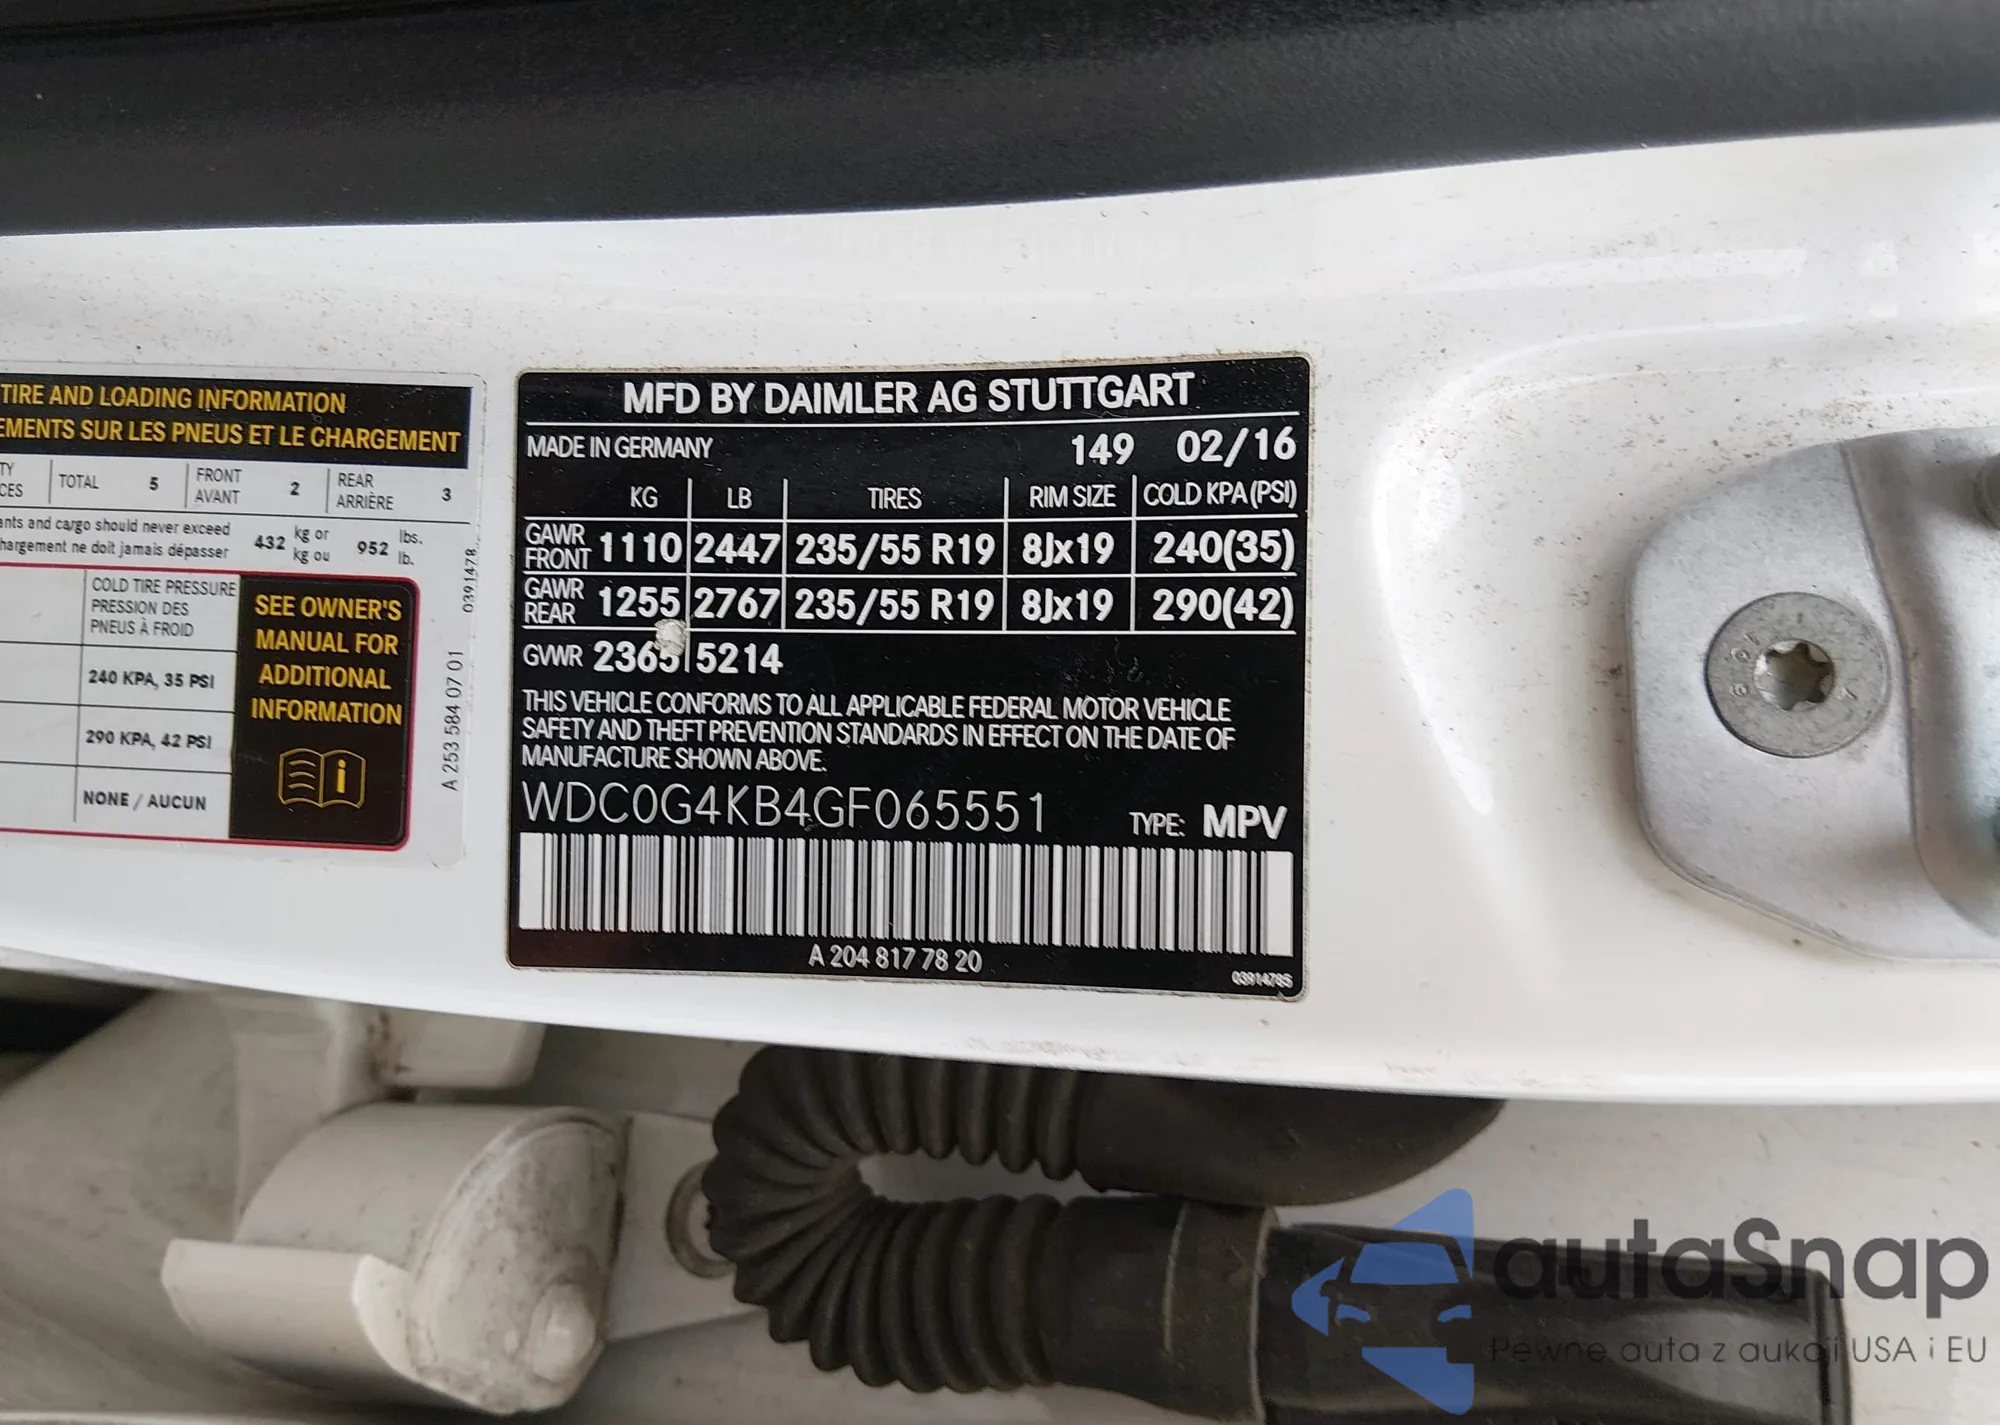 TIRE AND LOADING INFORMATION
EMENTS SUR LES PNEUS ET LE CHARGEMENT
TY
CES
TOTAL 5
FRONT
AVANT
2
REAR
ARRIÈRE
3
ants and cargo should never exceed
hargement ne doit jamais dépasser
432
kg or
kg ou
952
lbs.
lb.
COLD TIRE PRESSURE
PRESSION DES
PNEUS À FROID
240 KPA, 35 PSI
290 KPA, 42 PSI
NONE / AUCUN
SEE OWNER'S
MANUAL FOR
ADDITIONAL
INFORMATION
i
A 253 584 07 01
0391478
MFD BY DAIMLER AG STUTTGART
MADE IN GERMANY 149 02/16
KG LB TIRES RIM SIZE COLD KPA(PSI)
GAWR
FRONT
1110 2447 235/55 R19 8Jx19 240(35)
GAWR
REAR
1255 2767 235/55 R19 8Jx19 290(42)
GVWR 2365 5214
THIS VEHICLE CONFORMS TO ALL APPLICABLE FEDERAL MOTOR VEHICLE
SAFETY AND THEFT PREVENTION STANDARDS IN EFFECT ON THE DATE OF
MANUFACTURE SHOWN ABOVE.
WDC0G4KB4GF065551 TYPE: MPV
A 204 817 78 20
03914785
autaSnap
Pewne auta z aukcji USA i EU